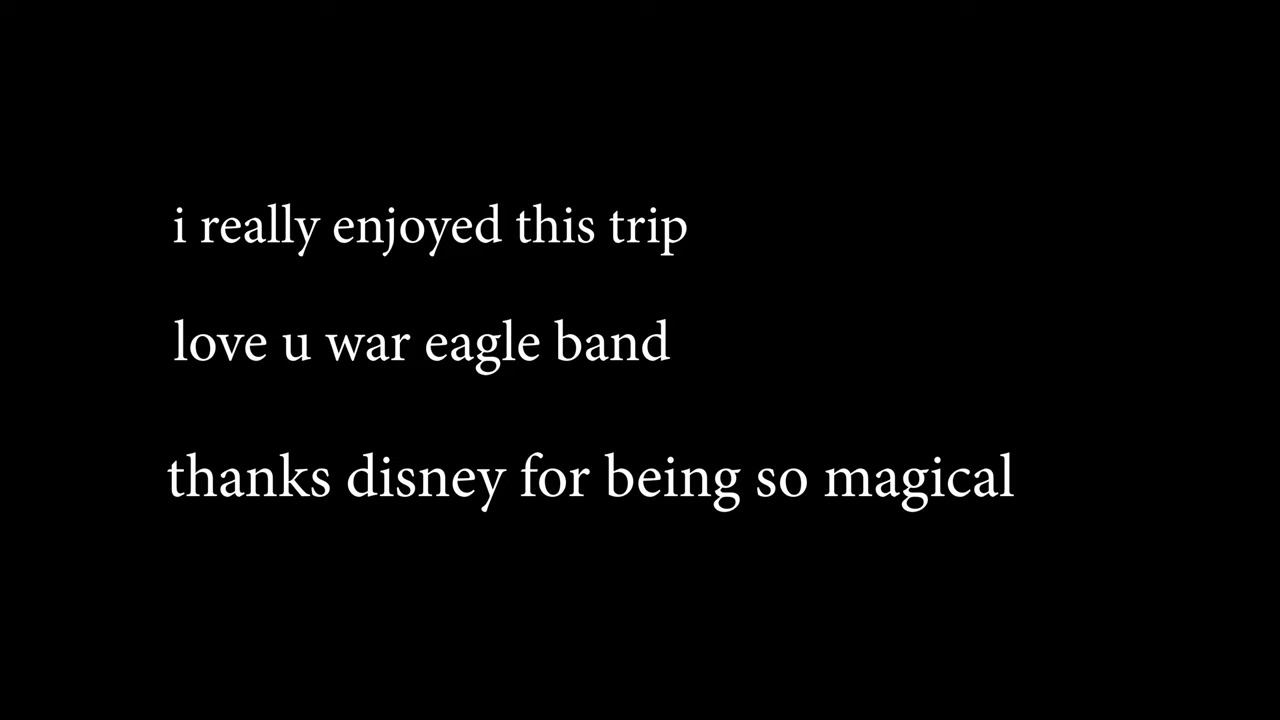 i really enjoyed this trip
love u war eagle band
thanks disney for being so magical